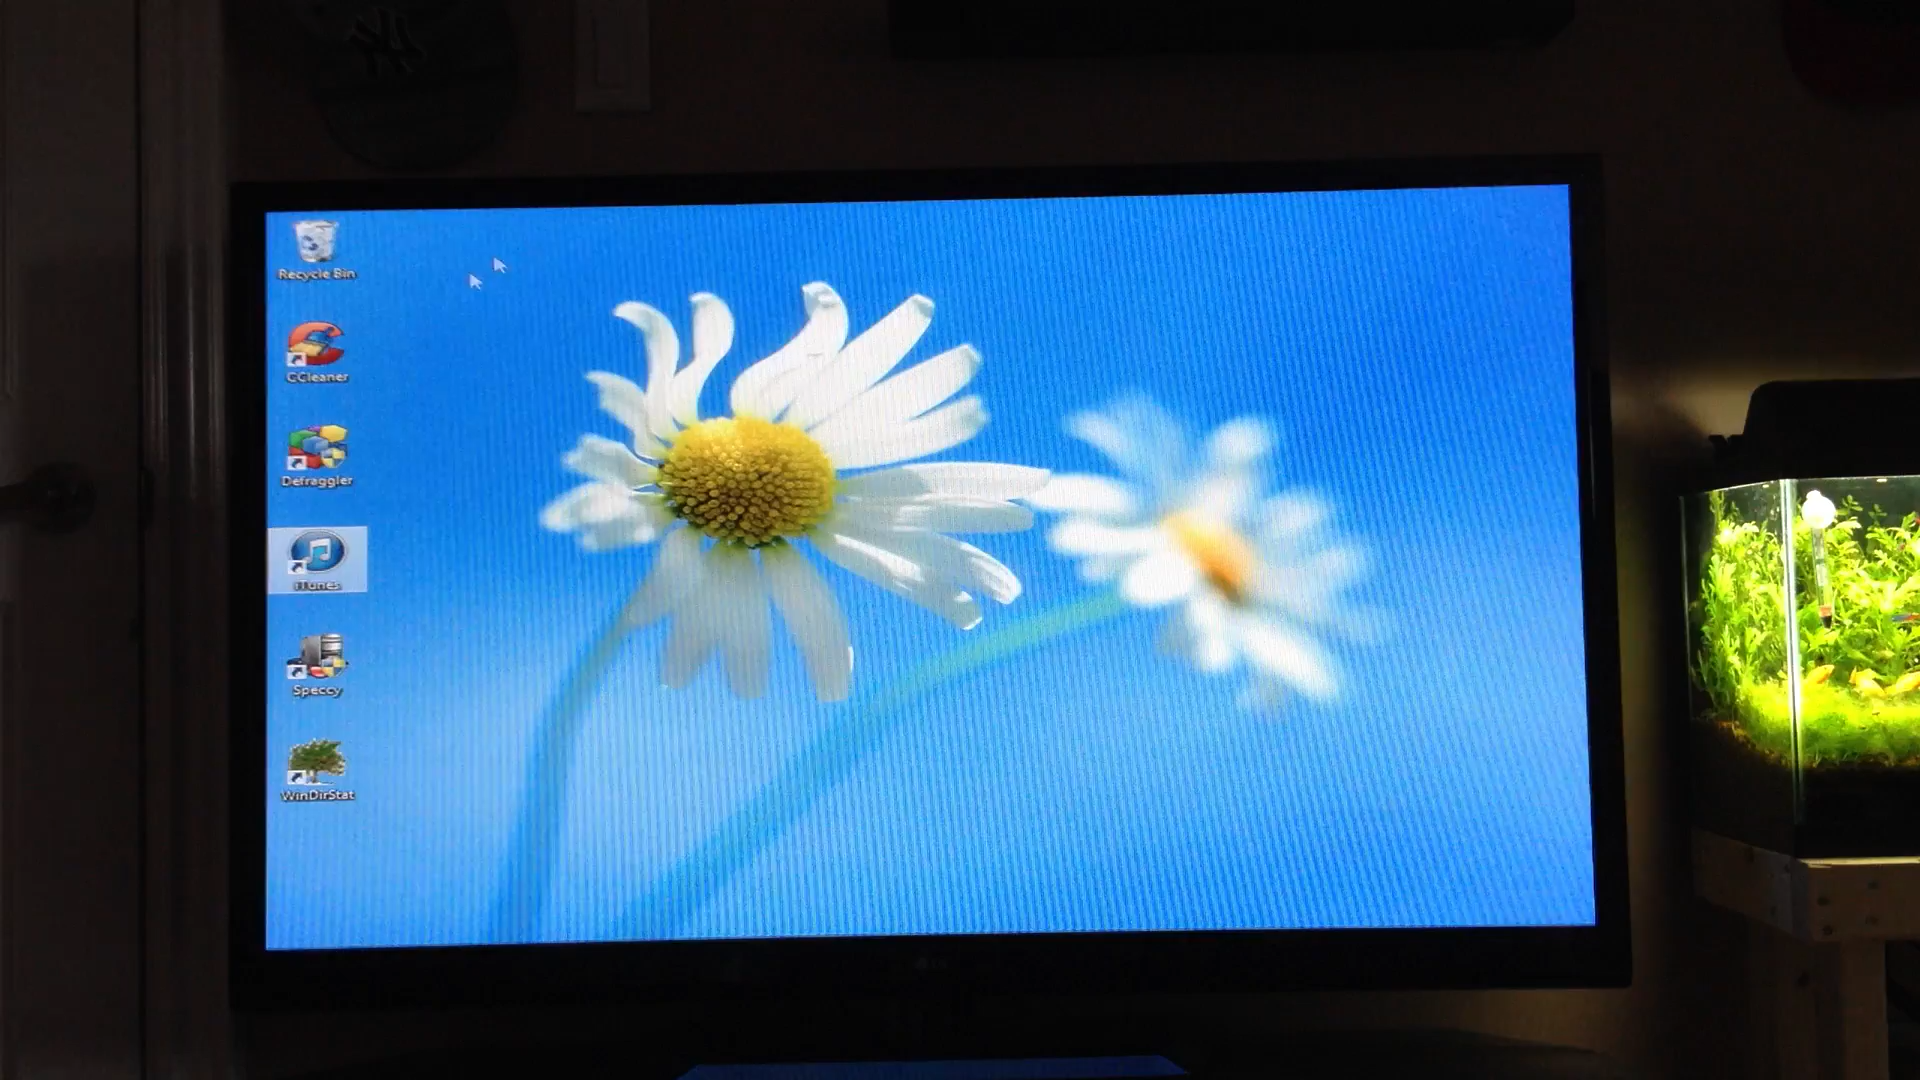 Recycle Bin
CCleaner
Defraggler
iTunes
Speccy
WinDirStat